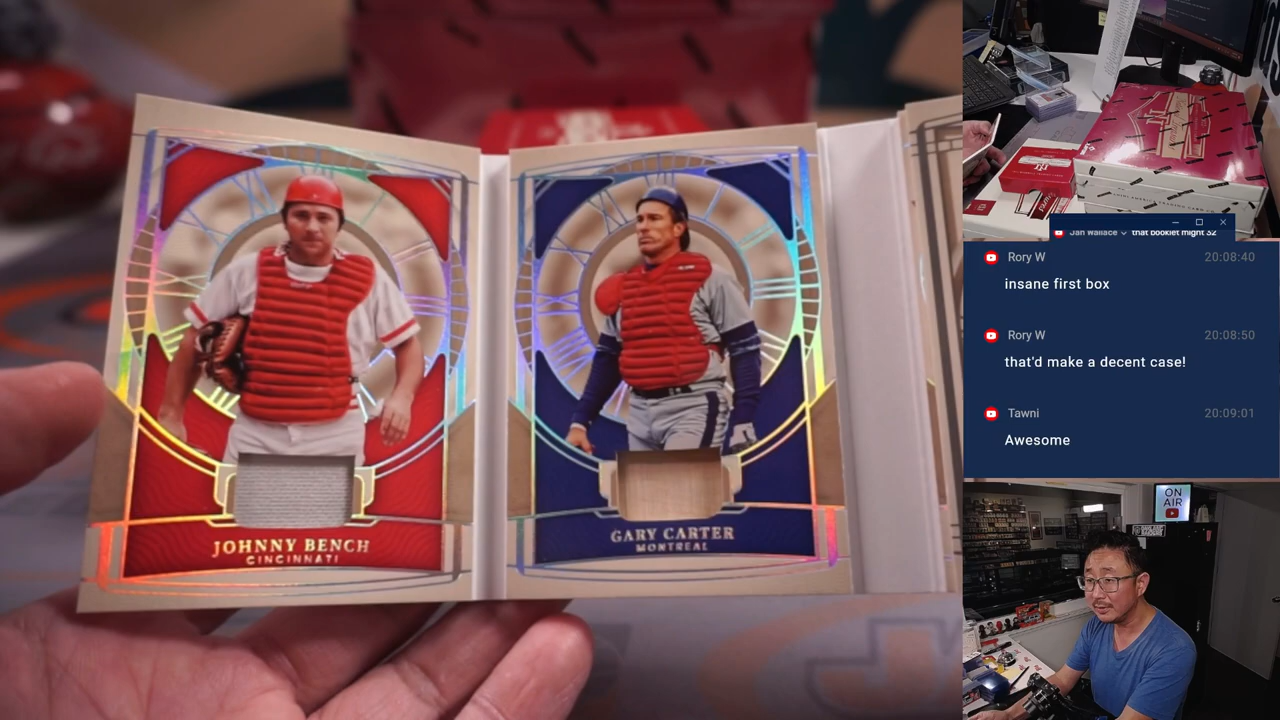 JOHNNY BENCH
CINCINNATI
GARY CARTER
MONTREAL
Jan Wallace that booklet might 32
Rory W 20:08:40
insane first box
Rory W 20:08:50
that'd make a decent case!
Tawni 20:09:01
Awesome
ON
AIR